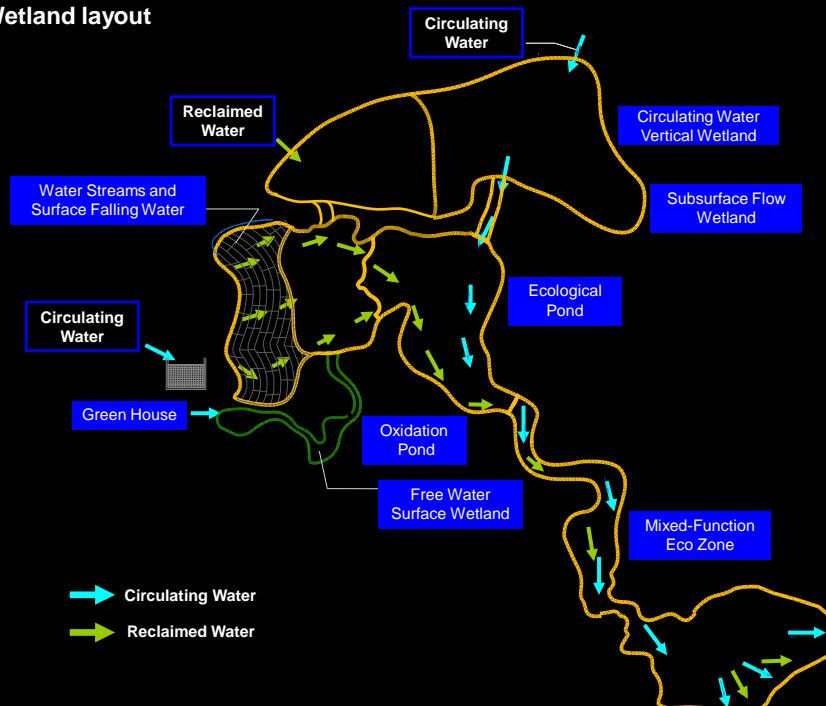 Wetland layout
Circulating
Water
Reclaimed
Water
Circulating Water
Vertical Wetland
Water Streams and
Surface Falling Water
Subsurface Flow
Wetland
Ecological
Pond
Circulating
Water
Green House
Oxidation
Pond
Free Water
Surface Wetland
Mixed-Function
Eco Zone
Circulating Water
Reclaimed Water